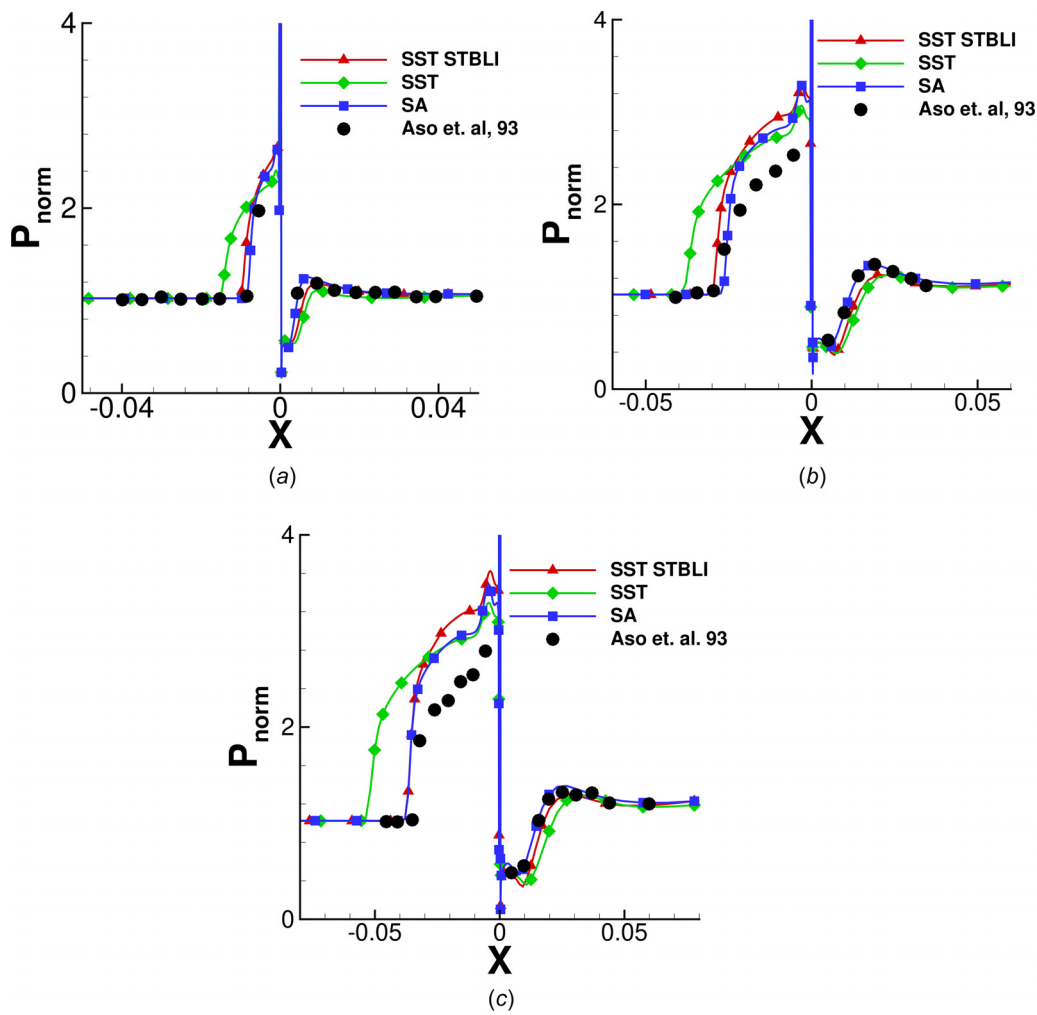 4
2
0
P norm
-0.04
0
0.04
X
SST STBLI
SST
SA
Aso et. al, 93
(a)
4
2
0
P norm
-0.05
0
0.05
X
SST STBLI
SST
SA
Aso et. al, 93
(b)
4
2
0
P norm
-0.05
0
0.05
X
SST STBLI
SST
SA
Aso et. al. 93
(c)